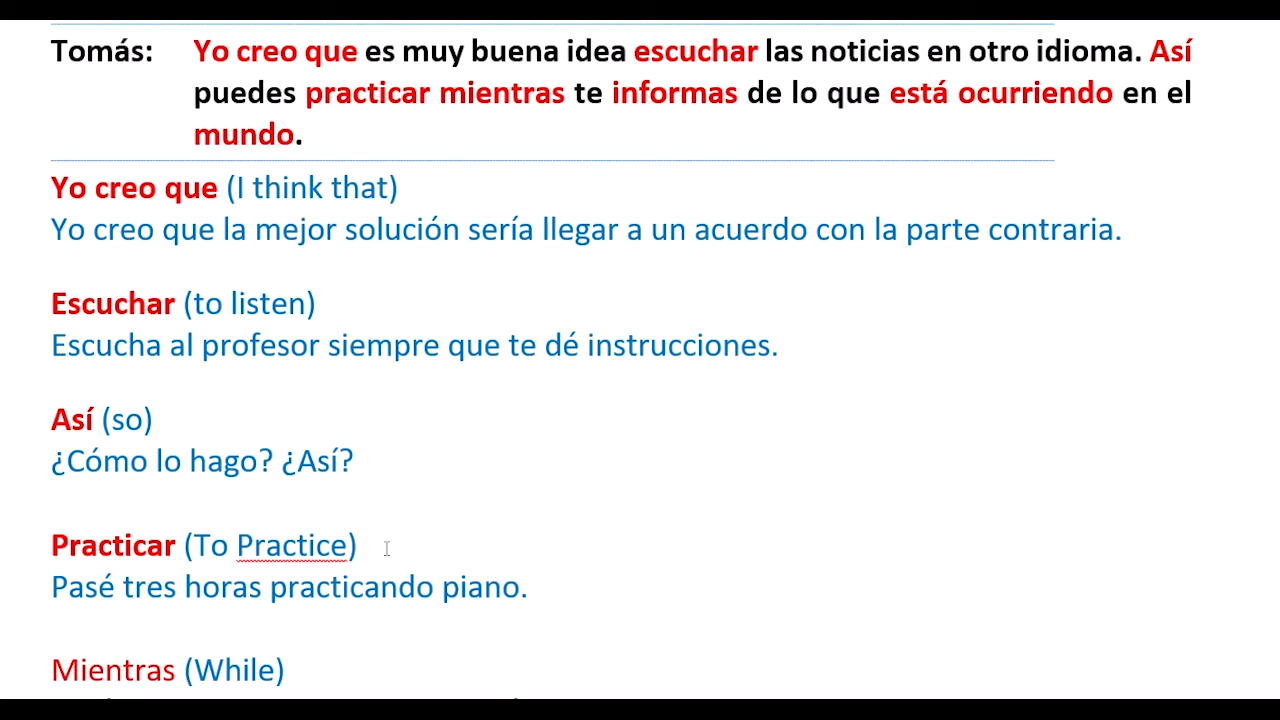 Tomás: Yo creo que es muy buena idea escuchar las noticias en otro idioma. Así
puedes practicar mientras te informas de lo que está ocurriendo en el
mundo.
Yo creo que (I think that)
Yo creo que la mejor solución sería llegar a un acuerdo con la parte contraria.
Escuchar (to listen)
Escucha al profesor siempre que te dé instrucciones.
Así (so)
¿Cómo lo hago? ¿Así?
Practicar (To Practice)
Pasé tres horas practicando piano.
Mientras (While)